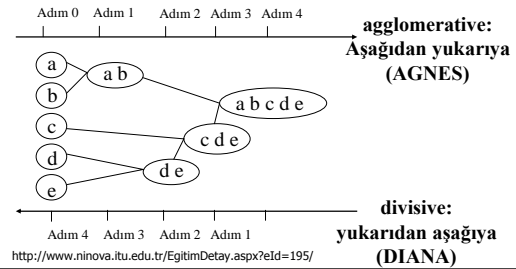 Adım 0 Adım 1 Adım 2 Adım 3 Adım 4
agglomerative:
Aşağıdan yukarıya
(AGNES)
a
a b
b
a b c d e
c
c d e
d
d e
e
Adım 4 Adım 3 Adım 2 Adım 1
divisive:
yukarıdan aşağıya
(DIANA)
http://www.ninova.itu.edu.tr/EgitimDetay.aspx?eId=195/